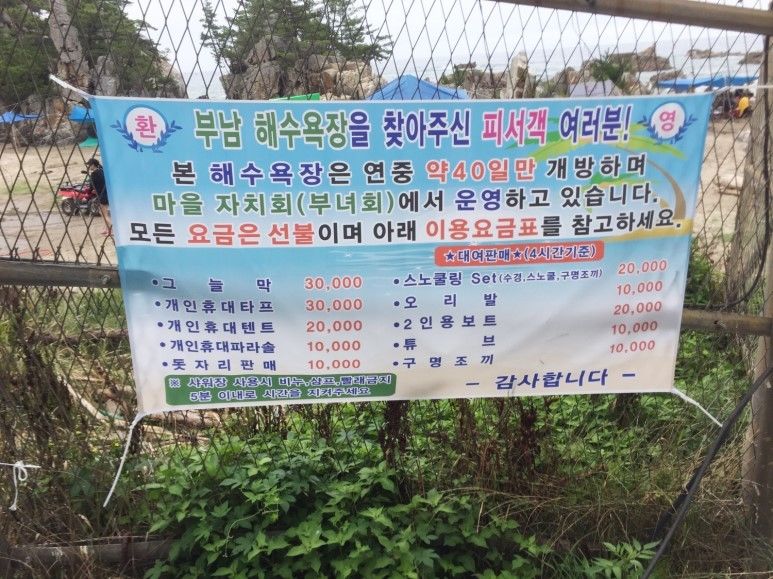 환 부남 해수욕장을 찾아주신 피서객 여러분! 영
본 해수욕장은 연중 약40일만 개방하며
마을 자치회(부녀회)에서 운영하고 있습니다.
모든 요금은 선불이며 아래 이용요금표를 참고하세요.
★대여판매★(4시간기준)
•그늘막 30,000
•개인휴대타프 30,000
•개인휴대텐트 20,000
•개인휴대파라솔 10,000
•돗자리판매 10,000
•스노쿨링 Set(수경,스노쿨,구명조끼) 20,000
•오리발 10,000
•2인용보트 20,000
•튜브 10,000
•구명조끼 10,000
※ 샤워장 사용시 비누,샴프,빨래금지
5분 이내로 시간을 지켜주세요
- 감사합니다 -